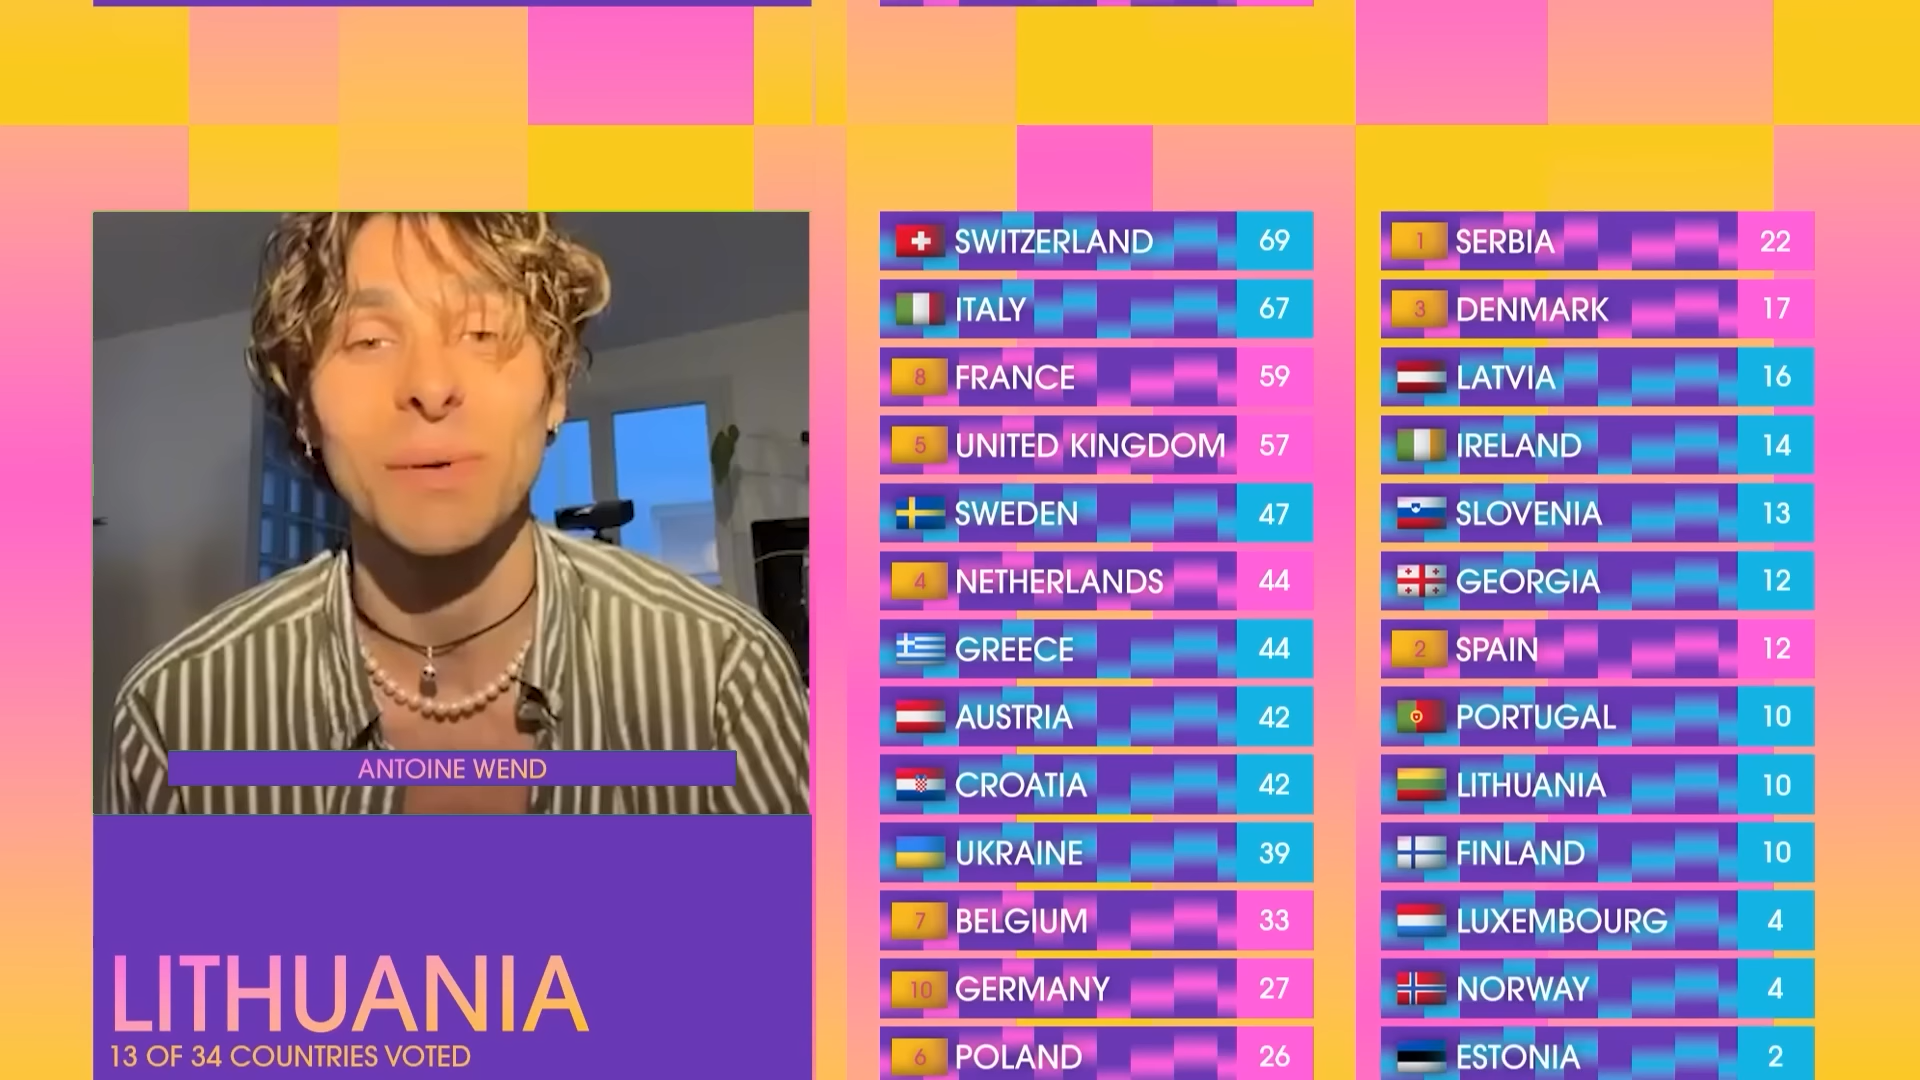 ANTOINE WEND
LITHUANIA
13 OF 34 COUNTRIES VOTED
SWITZERLAND 69
ITALY 67
8 FRANCE 59
5 UNITED KINGDOM 57
SWEDEN 47
4 NETHERLANDS 44
GREECE 44
AUSTRIA 42
CROATIA 42
UKRAINE 39
7 BELGIUM 33
10 GERMANY 27
6 POLAND 26
1 SERBIA 22
3 DENMARK 17
LATVIA 16
IRELAND 14
SLOVENIA 13
GEORGIA 12
2 SPAIN 12
PORTUGAL 10
LITHUANIA 10
FINLAND 10
LUXEMBOURG 4
NORWAY 4
ESTONIA 2